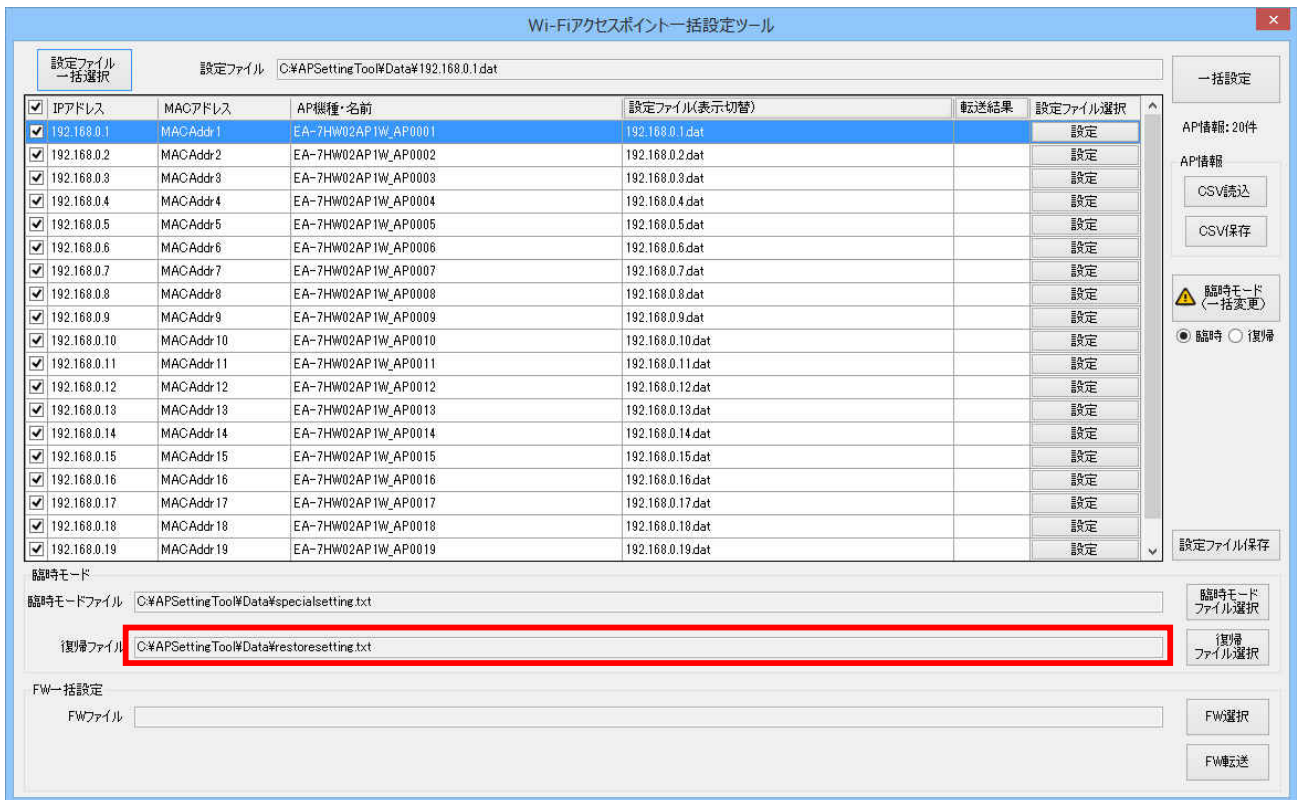 Wi-Fiアクセスポイント一括設定ツール
設定ファイル
一括選択
設定ファイル C:¥APSettingTool¥Data¥192.168.0.1.dat
一括設定
IPアドレス MACアドレス AP機種・名前 設定ファイル(表示切替) 転送結果 設定ファイル選択
192.168.0.1 MACAddr1 EA-7HW02AP1W_AP0001 192.168.0.1.dat 設定
192.168.0.2 MACAddr2 EA-7HW02AP1W_AP0002 192.168.0.2.dat 設定
192.168.0.3 MACAddr3 EA-7HW02AP1W_AP0003 192.168.0.3.dat 設定
192.168.0.4 MACAddr4 EA-7HW02AP1W_AP0004 192.168.0.4.dat 設定
192.168.0.5 MACAddr5 EA-7HW02AP1W_AP0005 192.168.0.5.dat 設定
192.168.0.6 MACAddr6 EA-7HW02AP1W_AP0006 192.168.0.6.dat 設定
192.168.0.7 MACAddr7 EA-7HW02AP1W_AP0007 192.168.0.7.dat 設定
192.168.0.8 MACAddr8 EA-7HW02AP1W_AP0008 192.168.0.8.dat 設定
192.168.0.9 MACAddr9 EA-7HW02AP1W_AP0009 192.168.0.9.dat 設定
192.168.0.10 MACAddr10 EA-7HW02AP1W_AP0010 192.168.0.10.dat 設定
192.168.0.11 MACAddr11 EA-7HW02AP1W_AP0011 192.168.0.11.dat 設定
192.168.0.12 MACAddr12 EA-7HW02AP1W_AP0012 192.168.0.12.dat 設定
192.168.0.13 MACAddr13 EA-7HW02AP1W_AP0013 192.168.0.13.dat 設定
192.168.0.14 MACAddr14 EA-7HW02AP1W_AP0014 192.168.0.14.dat 設定
192.168.0.15 MACAddr15 EA-7HW02AP1W_AP0015 192.168.0.15.dat 設定
192.168.0.16 MACAddr16 EA-7HW02AP1W_AP0016 192.168.0.16.dat 設定
192.168.0.17 MACAddr17 EA-7HW02AP1W_AP0017 192.168.0.17.dat 設定
192.168.0.18 MACAddr18 EA-7HW02AP1W_AP0018 192.168.0.18.dat 設定
192.168.0.19 MACAddr19 EA-7HW02AP1W_AP0019 192.168.0.19.dat 設定
AP情報: 20件
AP情報
CSV読込
CSV保存
臨時モード
(一括変更)
臨時 復帰
設定ファイル保存
臨時モード
臨時モードファイル C:¥APSettingTool¥Data¥specialsetting.txt
臨時モード
ファイル選択
復帰ファイル C:¥APSettingTool¥Data¥restoresetting.txt
復帰
ファイル選択
FW一括設定
FWファイル
FW選択
FW転送